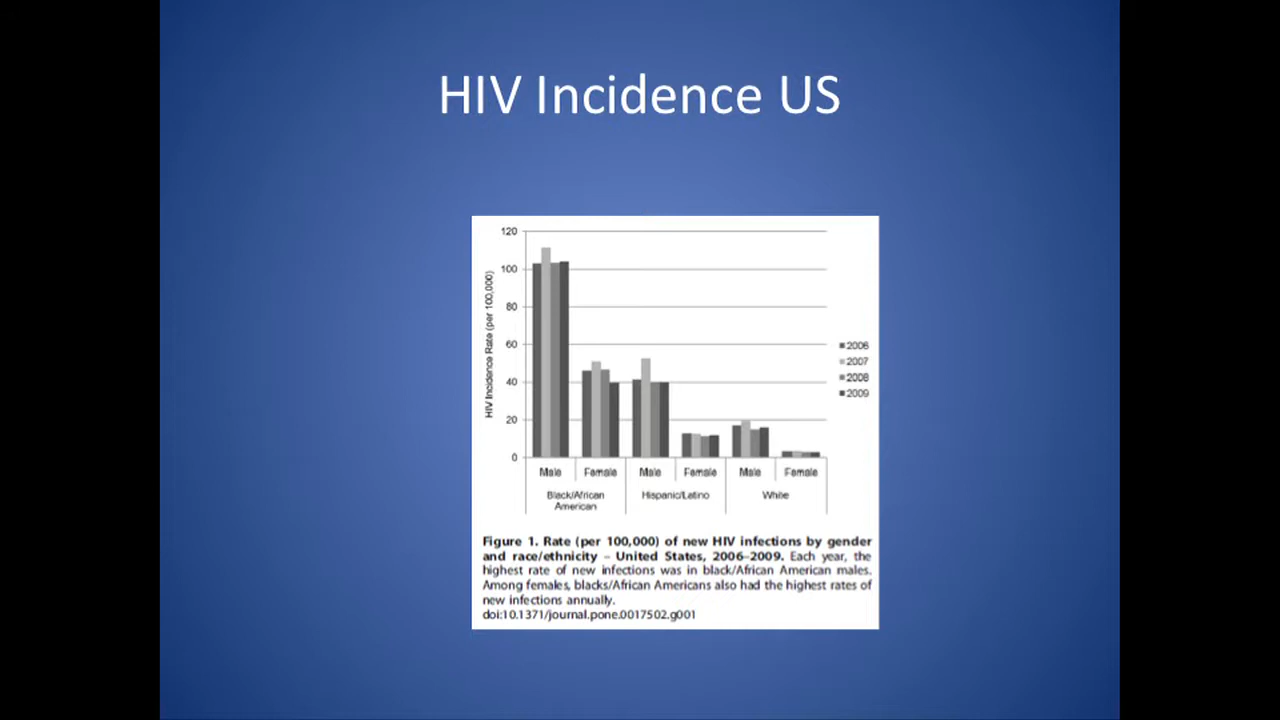 HIV Incidence US
120
100
80
60
40
20
0
HIV Incidence Rate (per 100,000)
2006
2007
2008
2009
Male Female Male Female Male Female
Black/African Hispanic/Latino White
American
Figure 1. Rate (per 100,000) of new HIV infections by gender
and race/ethnicity – United States, 2006–2009. Each year, the
highest rate of new infections was in black/African American males.
Among females, blacks/African Americans also had the highest rates of
new infections annually.
doi:10.1371/journal.pone.0017502.g001